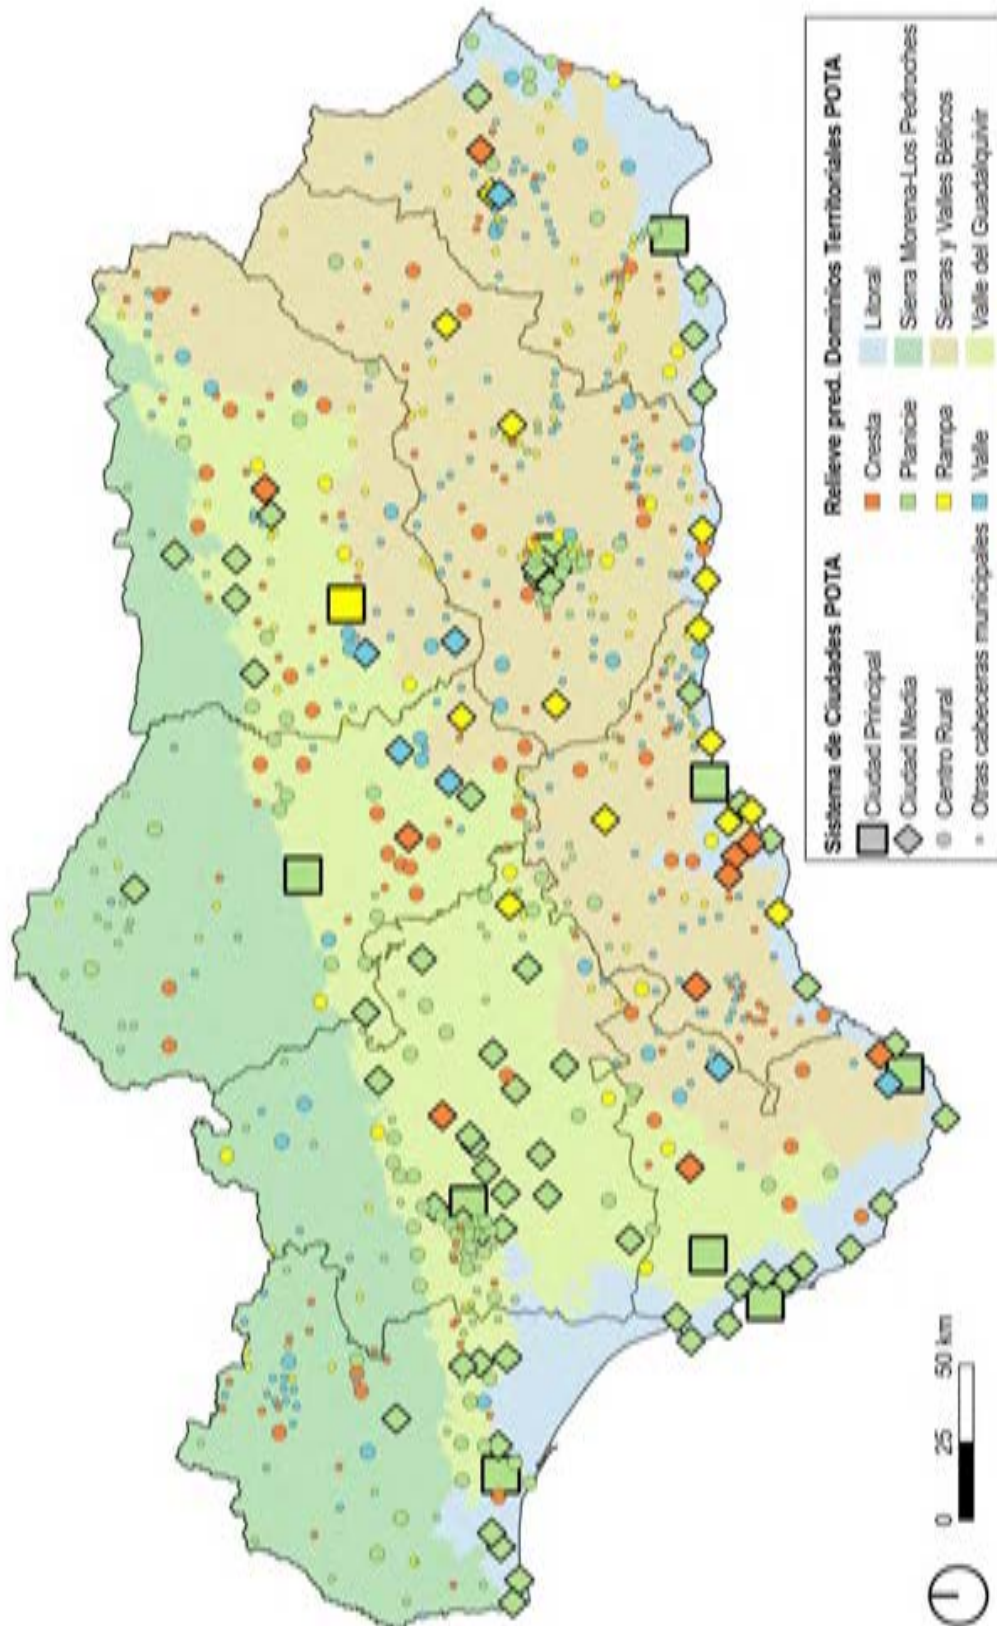 Sistema de Ciudades POTA
Ciudad Principal
Ciudad Media
Centro Rural
Otras cabeceras municipales
Relieve pred.
Cresta
Planicie
Rampa
Valle
Dominios Territoriales POTA
Litoral
Sierra Morena-Los Pedroches
Sierras y Valles Béticos
Valle del Guadalquivir
0 25 50 km